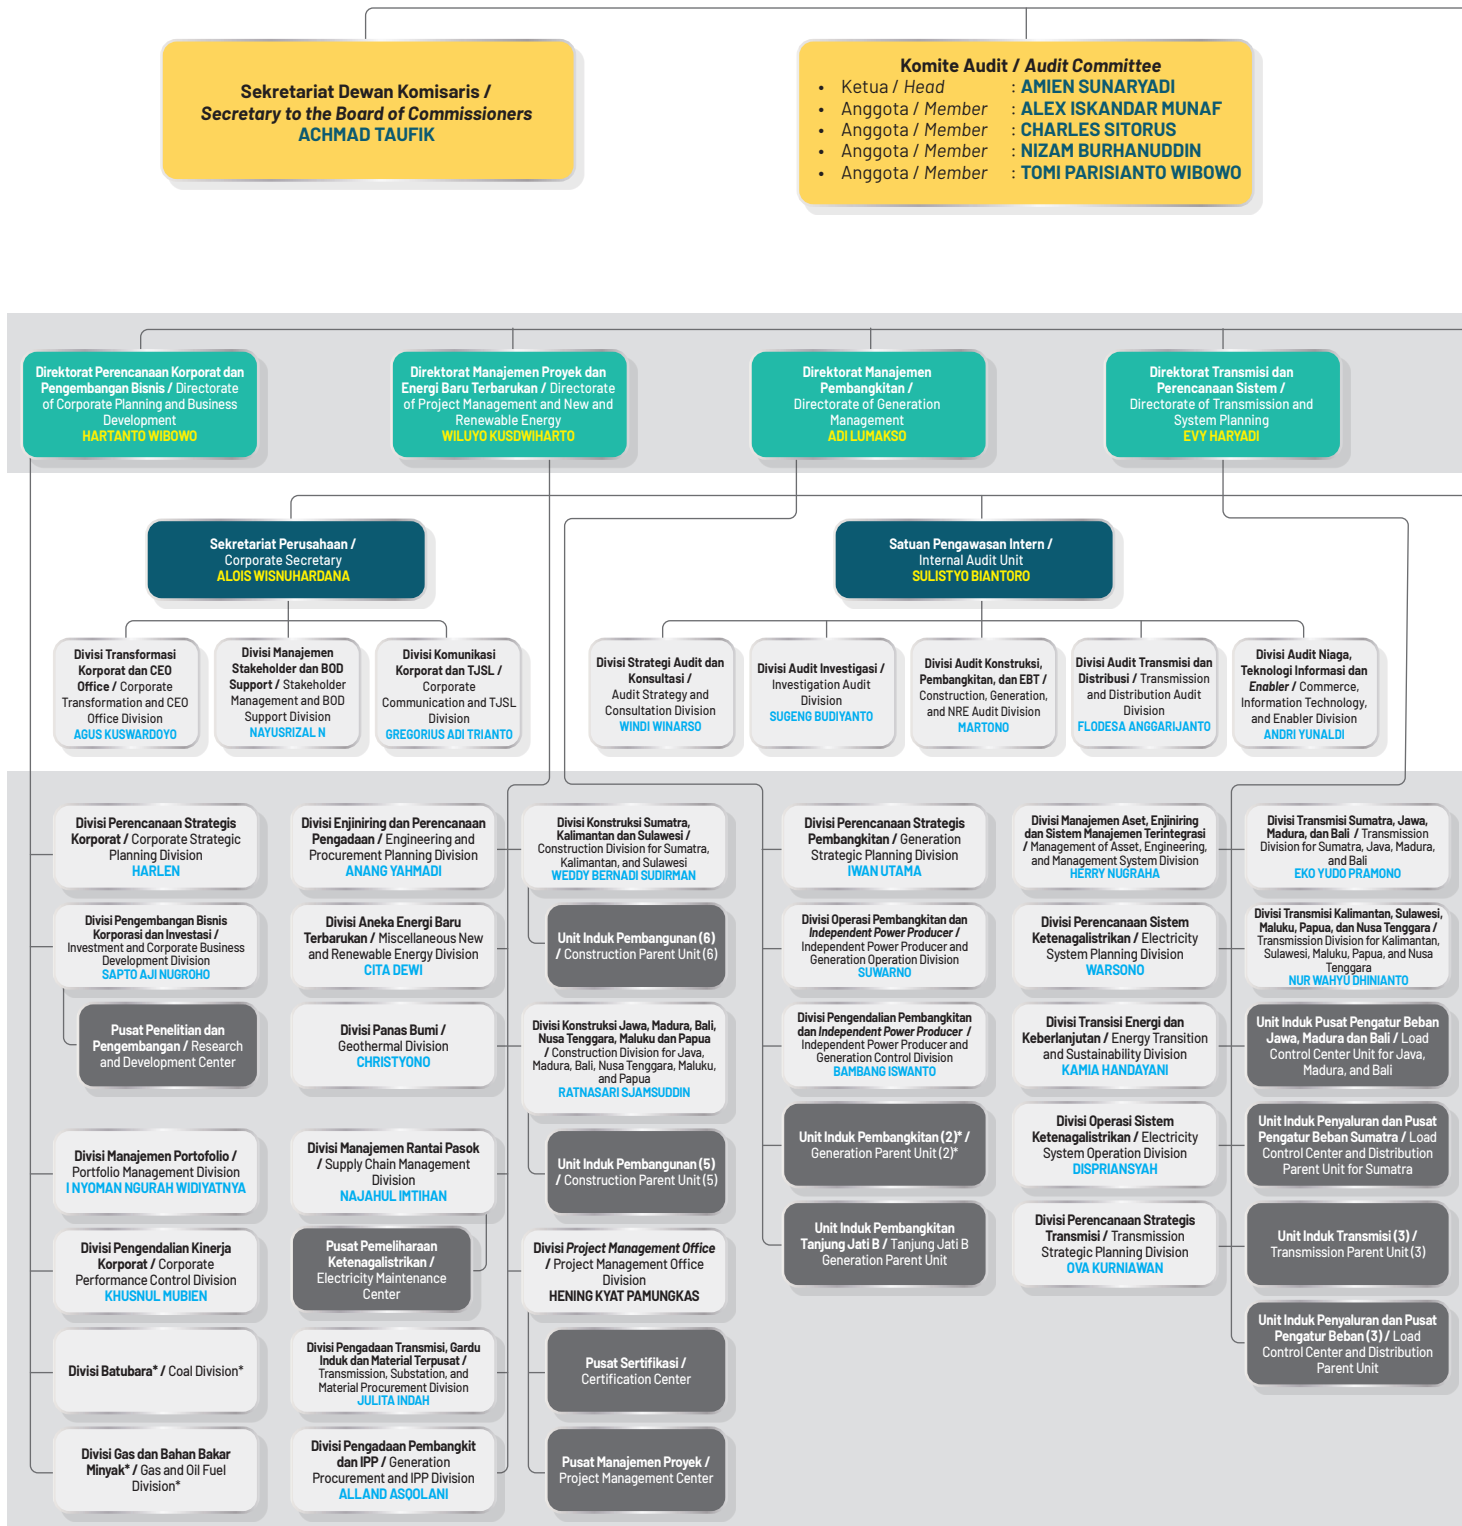 Sekretariat Dewan Komisaris /
Secretary to the Board of Commissioners
ACHMAD TAUFIK
Komite Audit / Audit Committee
• Ketua / Head : AMIEN SUNARYADI
• Anggota / Member : ALEX ISKANDAR MUNAF
• Anggota / Member : CHARLES SITORUS
• Anggota / Member : NIZAM BURHANUDDIN
• Anggota / Member : TOMI PARISIANTO WIBOWO
Direktorat Perencanaan Korporat dan
Pengembangan Bisnis / Directorate
of Corporate Planning and Business
Development
HARTANTO WIBOWO
Direktorat Manajemen Proyek dan
Energi Baru Terbarukan / Directorate
of Project Management and New and
Renewable Energy
WILUYO KUSDWIHARTO
Direktorat Manajemen
Pembangkitan /
Directorate of Generation
Management
ADI LUMAKSO
Direktorat Transmisi dan
Perencanaan Sistem /
Directorate of Transmission and
System Planning
EVY HARYADI
Sekretariat Perusahaan /
Corporate Secretary
ALOIS WISNUHARDANA
Satuan Pengawasan Intern /
Internal Audit Unit
SULISTYO BIANTORO
Divisi Transformasi
Korporat dan CEO
Office / Corporate
Transformation and CEO
Office Division
AGUS KUSWARDOYO
Divisi Manajemen
Stakeholder dan BOD
Support / Stakeholder
Management and BOD
Support Division
NAYUSRIZAL N
Divisi Komunikasi
Korporat dan TJSL /
Corporate
Communication and TJSL
Division
GREGORIUS ADI TRIANTO
Divisi Strategi Audit dan
Konsultasi /
Audit Strategy and
Consultation Division
WINDI WINARSO
Divisi Audit Investigasi /
Investigation Audit
Division
SUGENG BUDIYANTO
Divisi Audit Konstruksi,
Pembangkitan, dan EBT /
Construction, Generation,
and NRE Audit Division
MARTONO
Divisi Audit Transmisi dan
Distribusi / Transmission
and Distribution Audit
Division
FLODESA ANGGARIJANTO
Divisi Audit Niaga,
Teknologi Informasi dan
Enabler / Commerce,
Information Technology,
and Enabler Division
ANDRI YUNALDI
Divisi Perencanaan Strategis
Korporat / Corporate Strategic
Planning Division
HARLEN
Divisi Pengembangan Bisnis
Korporasi dan Investasi /
Investment and Corporate Business
Development Division
SAPTO AJI NUGROHO
Pusat Penelitian dan
Pengembangan / Research
and Development Center
Divisi Manajemen Portofolio /
Portfolio Management Division
I NYOMAN NGURAH WIDIYATNYA
Divisi Pengendalian Kinerja
Korporat / Corporate
Performance Control Division
KHUSNUL MUBIEN
Divisi Batubara* / Coal Division*
Divisi Gas dan Bahan Bakar
Minyak* / Gas and Oil Fuel
Division*
Divisi Enjiniring dan Perencanaan
Pengadaan / Engineering and
Procurement Planning Division
ANANG YAHMADI
Divisi Aneka Energi Baru
Terbarukan / Miscellaneous New
and Renewable Energy Division
CITA DEWI
Divisi Panas Bumi /
Geothermal Division
CHRISTYONO
Divisi Manajemen Rantai Pasok
/ Supply Chain Management
Division
NAJAHUL IMTIHAN
Pusat Pemeliharaan
Ketenagalistrikan /
Electricity Maintenance
Center
Divisi Pengadaan Transmisi, Gardu
Induk dan Material Terpusat /
Transmission, Substation, and
Material Procurement Division
JULITA INDAH
Divisi Pengadaan Pembangkit
dan IPP / Generation
Procurement and IPP Division
ALLAND ASQOLANI
Divisi Konstruksi Sumatra,
Kalimantan dan Sulawesi /
Construction Division for Sumatra,
Kalimantan, and Sulawesi
WEDDY BERNADI SUDIRMAN
Unit Induk Pembangunan (6)
/ Construction Parent Unit (6)
Divisi Konstruksi Jawa, Madura, Bali,
Nusa Tenggara, Maluku dan Papua
/ Construction Division for Java,
Madura, Bali, Nusa Tenggara, Maluku,
and Papua
RATNASARI SJAMSUDDIN
Unit Induk Pembangunan (5)
/ Construction Parent Unit (5)
Divisi Project Management Office
/ Project Management Office
Division
HENING KYAT PAMUNGKAS
Pusat Sertifikasi /
Certification Center
Pusat Manajemen Proyek /
Project Management Center
Divisi Perencanaan Strategis
Pembangkitan / Generation
Strategic Planning Division
IWAN UTAMA
Divisi Operasi Pembangkitan dan
Independent Power Producer /
Independent Power Producer and
Generation Operation Division
SUWARNO
Divisi Pengendalian Pembangkitan
dan Independent Power Producer /
Independent Power Producer and
Generation Control Division
BAMBANG ISWANTO
Unit Induk Pembangkitan (2)* /
Generation Parent Unit (2)*
Unit Induk Pembangkitan
Tanjung Jati B / Tanjung Jati B
Generation Parent Unit
Divisi Manajemen Aset, Enjiniring
dan Sistem Manajemen Terintegrasi
/ Management of Asset, Engineering,
and Management System Division
HERRY NUGRAHA
Divisi Perencanaan Sistem
Ketenagalistrikan / Electricity
System Planning Division
WARSONO
Divisi Transisi Energi dan
Keberlanjutan / Energy Transition
and Sustainability Division
KAMIA HANDAYANI
Divisi Operasi Sistem
Ketenagalistrikan / Electricity
System Operation Division
DISPRIANSYAH
Divisi Perencanaan Strategis
Transmisi / Transmission
Strategic Planning Division
OVA KURNIAWAN
Divisi Transmisi Sumatra, Jawa,
Madura, dan Bali / Transmission
Division for Sumatra, Java, Madura,
and Bali
EKO YUDO PRAMONO
Divisi Transmisi Kalimantan, Sulawesi,
Maluku, Papua, dan Nusa Tenggara /
Transmission Division for Kalimantan,
Sulawesi, Maluku, Papua, and Nusa
Tenggara
NUR WAHYU DHINIANTO
Unit Induk Pusat Pengatur Beban
Jawa, Madura dan Bali / Load
Control Center Unit for Java,
Madura, and Bali
Unit Induk Penyaluran dan Pusat
Pengatur Beban Sumatra / Load
Control Center and Distribution
Parent Unit for Sumatra
Unit Induk Transmisi (3) /
Transmission Parent Unit (3)
Unit Induk Penyaluran dan Pusat
Pengatur Beban (3) / Load
Control Center and Distribution
Parent Unit